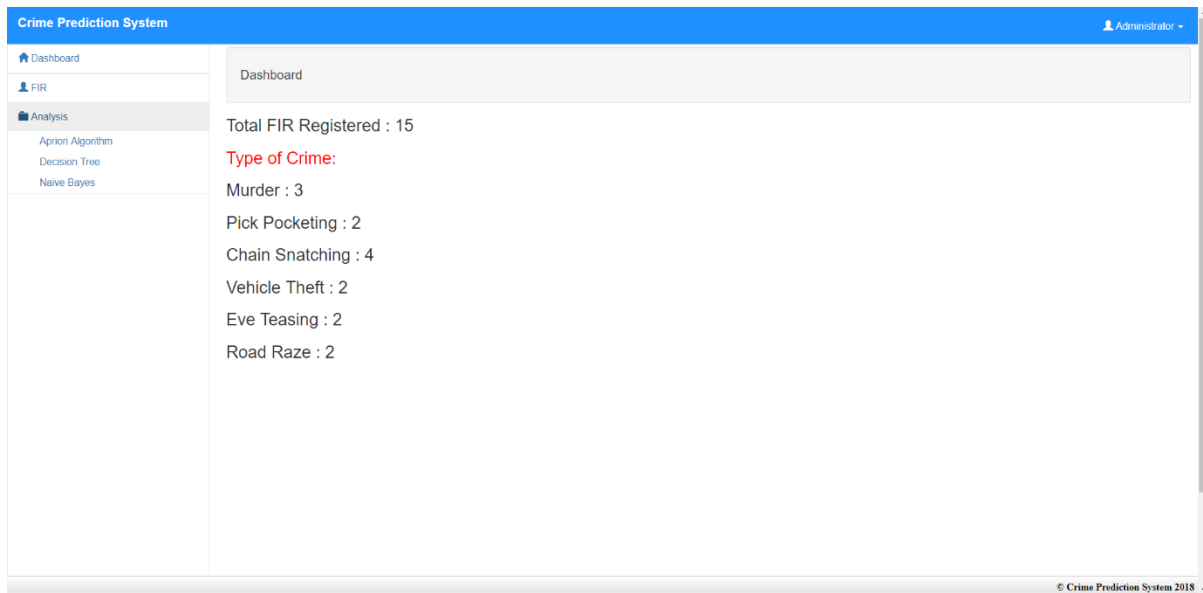 Crime Prediction System
Administrator
Dashboard
FIR
Analysis
Apriori Algorithm
Decision Tree
Naive Bayes
Dashboard
Total FIR Registered : 15
Type of Crime:
Murder : 3
Pick Pocketing : 2
Chain Snatching : 4
Vehicle Theft : 2
Eve Teasing : 2
Road Raze : 2
© Crime Prediction System 2018